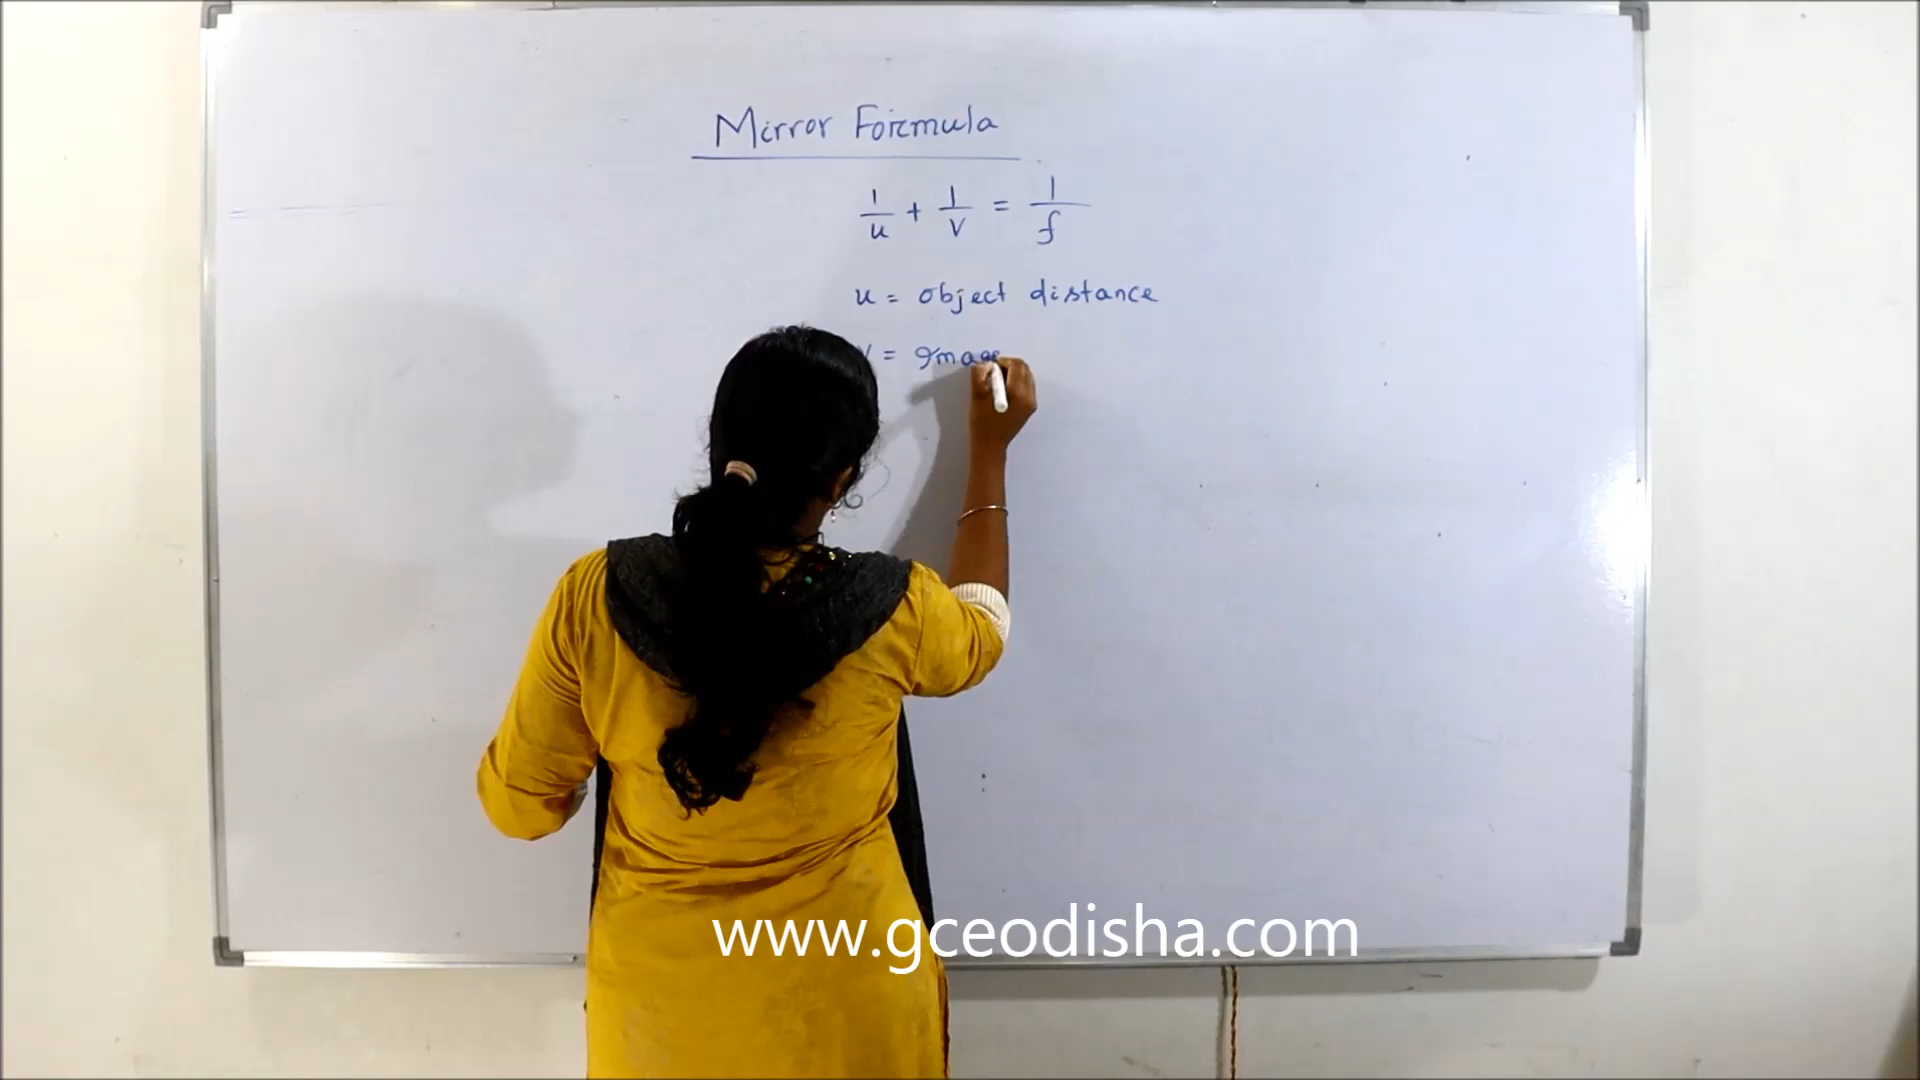 Mirror Formula
1/u + 1/v = 1/f
u = object distance
v = Image
www.gceodisha.com